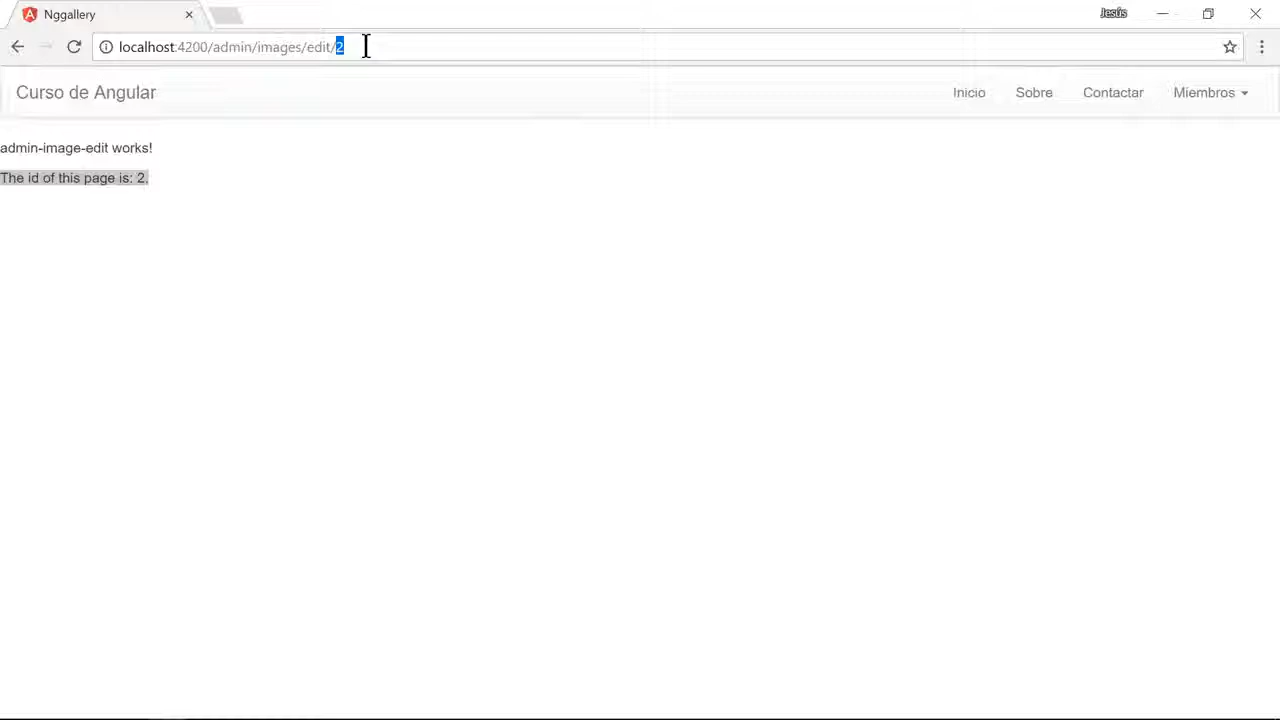 Nggallery
Jesús
localhost:4200/admin/images/edit/2
Curso de Angular
Inicio
Sobre
Contactar
Miembros
admin-image-edit works!
The id of this page is: 2.